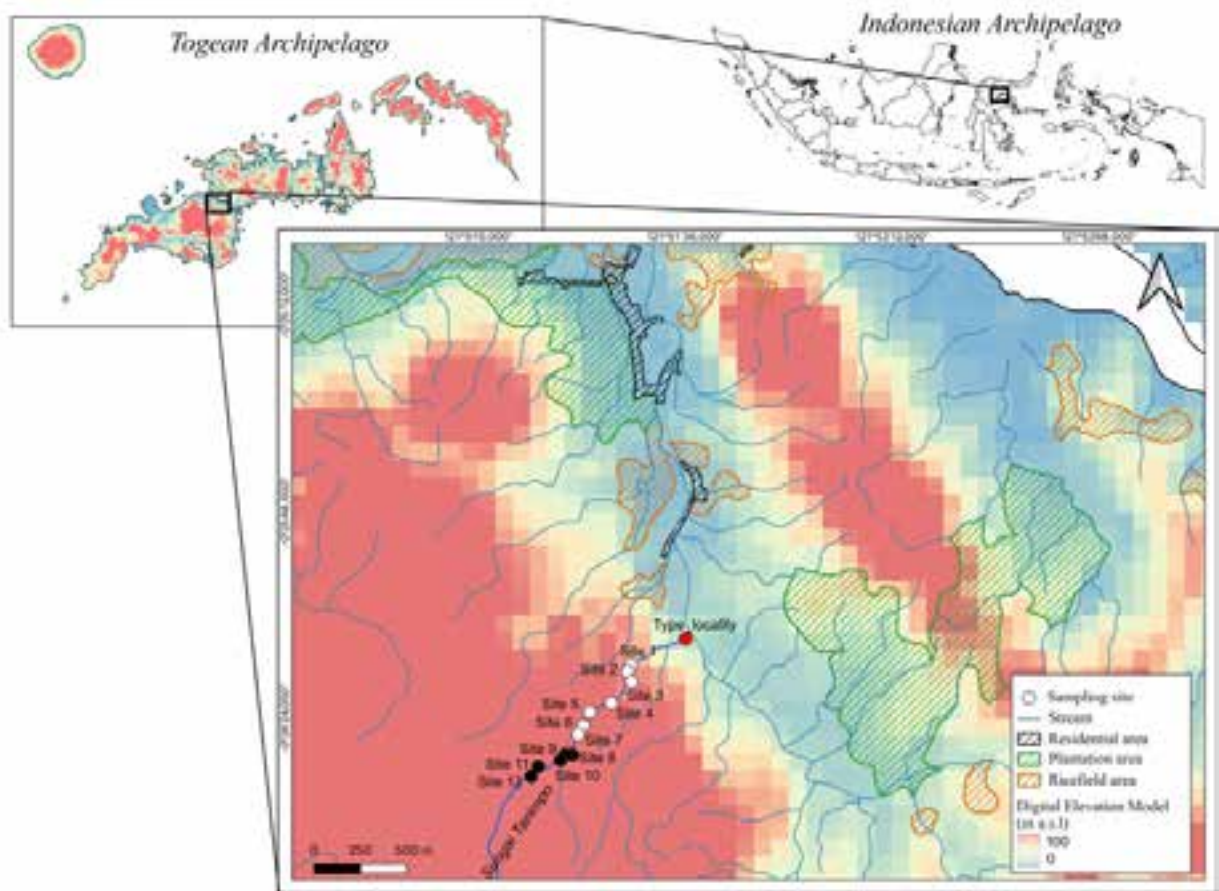 Togean Archipelago
Indonesian Archipelago
Type locality
Site 1
Site 2
Site 3
Site 4
Site 5
Site 6
Site 7
Site 8
Site 9
Site 10
Site 11
Site 12
Sungai
0 250 500 m
Sampling site
Stream
Residential area
Plantation area
Ricefield area
Digital Elevation Model
(m a.s.l)
100
0